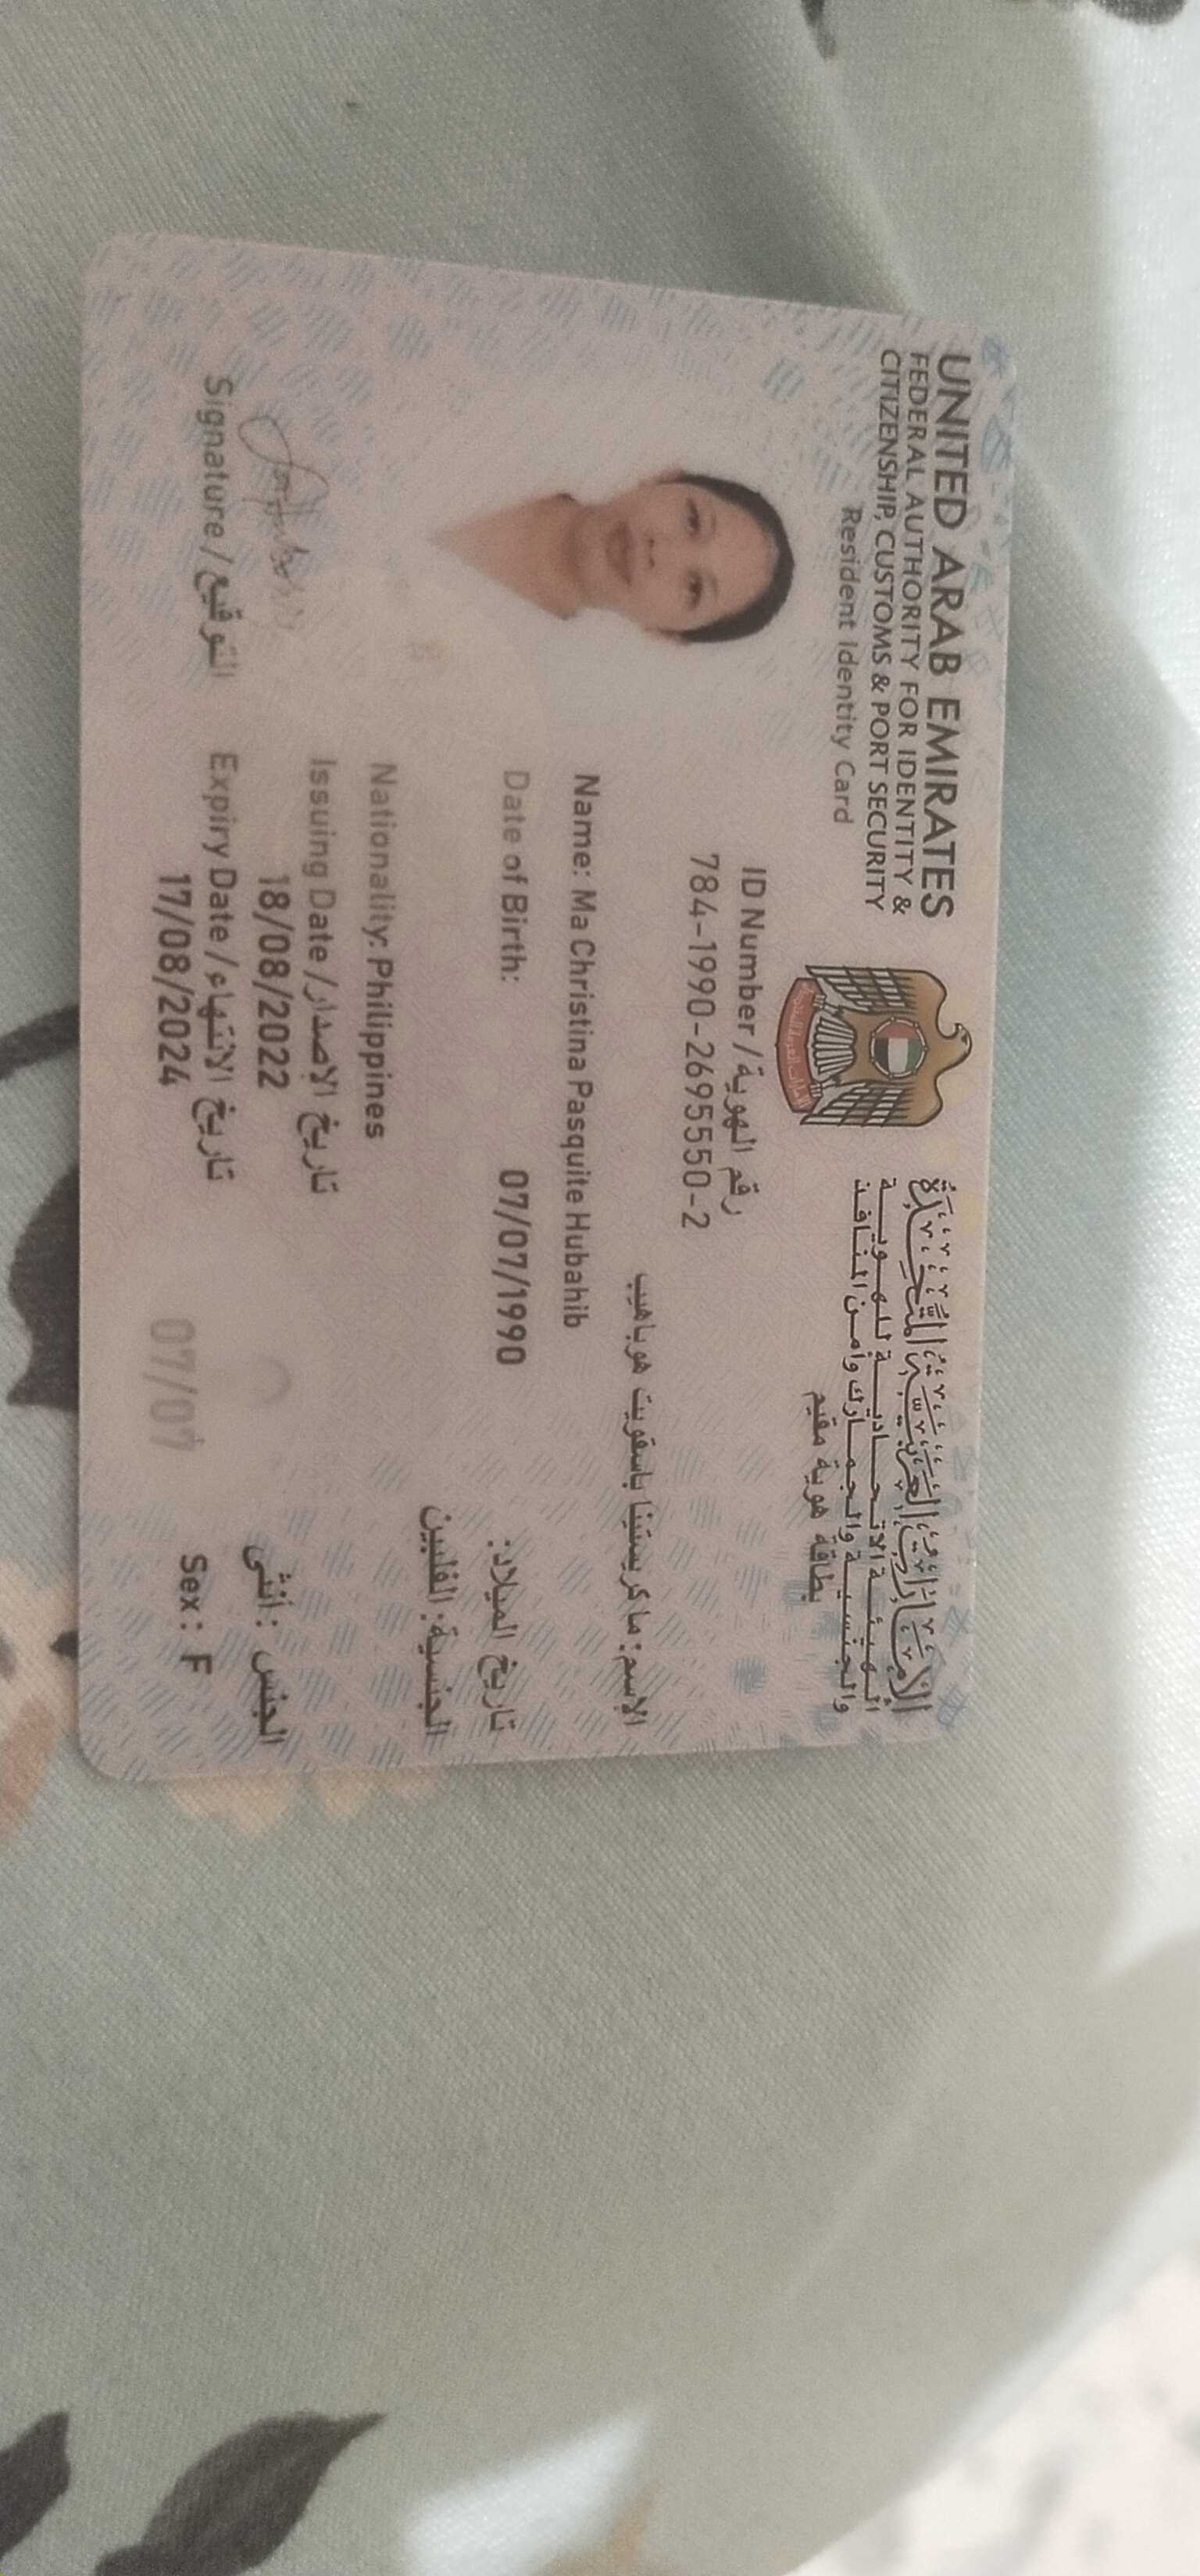 UNITED ARAB EMIRATES
FEDERAL AUTHORITY FOR IDENTITY &
CITIZENSHIP, CUSTOMS & PORT SECURITY
Resident Identity Card
الإمارات العربية المتحدة
الهيئة الاتحادية للهوية
والجنسية والجمارك وأمن المنافذ
بطاقة هوية مقيم
ID Number / رقم الهوية
784-1990-2695550-2
الإسم: ما كريستينا باسقويت هوباهيب
Name: Ma Christina Pasquite Hubahib
Date of Birth: 07/07/1990 تاريخ الميلاد:
الجنسية: الفلبين
Nationality: Philippines
Issuing Date / تاريخ الإصدار
18/08/2022
الجنس : أنثى
Expiry Date / تاريخ الانتهاء
17/08/2024
Sex : F
Signature / التوقيع
07/07